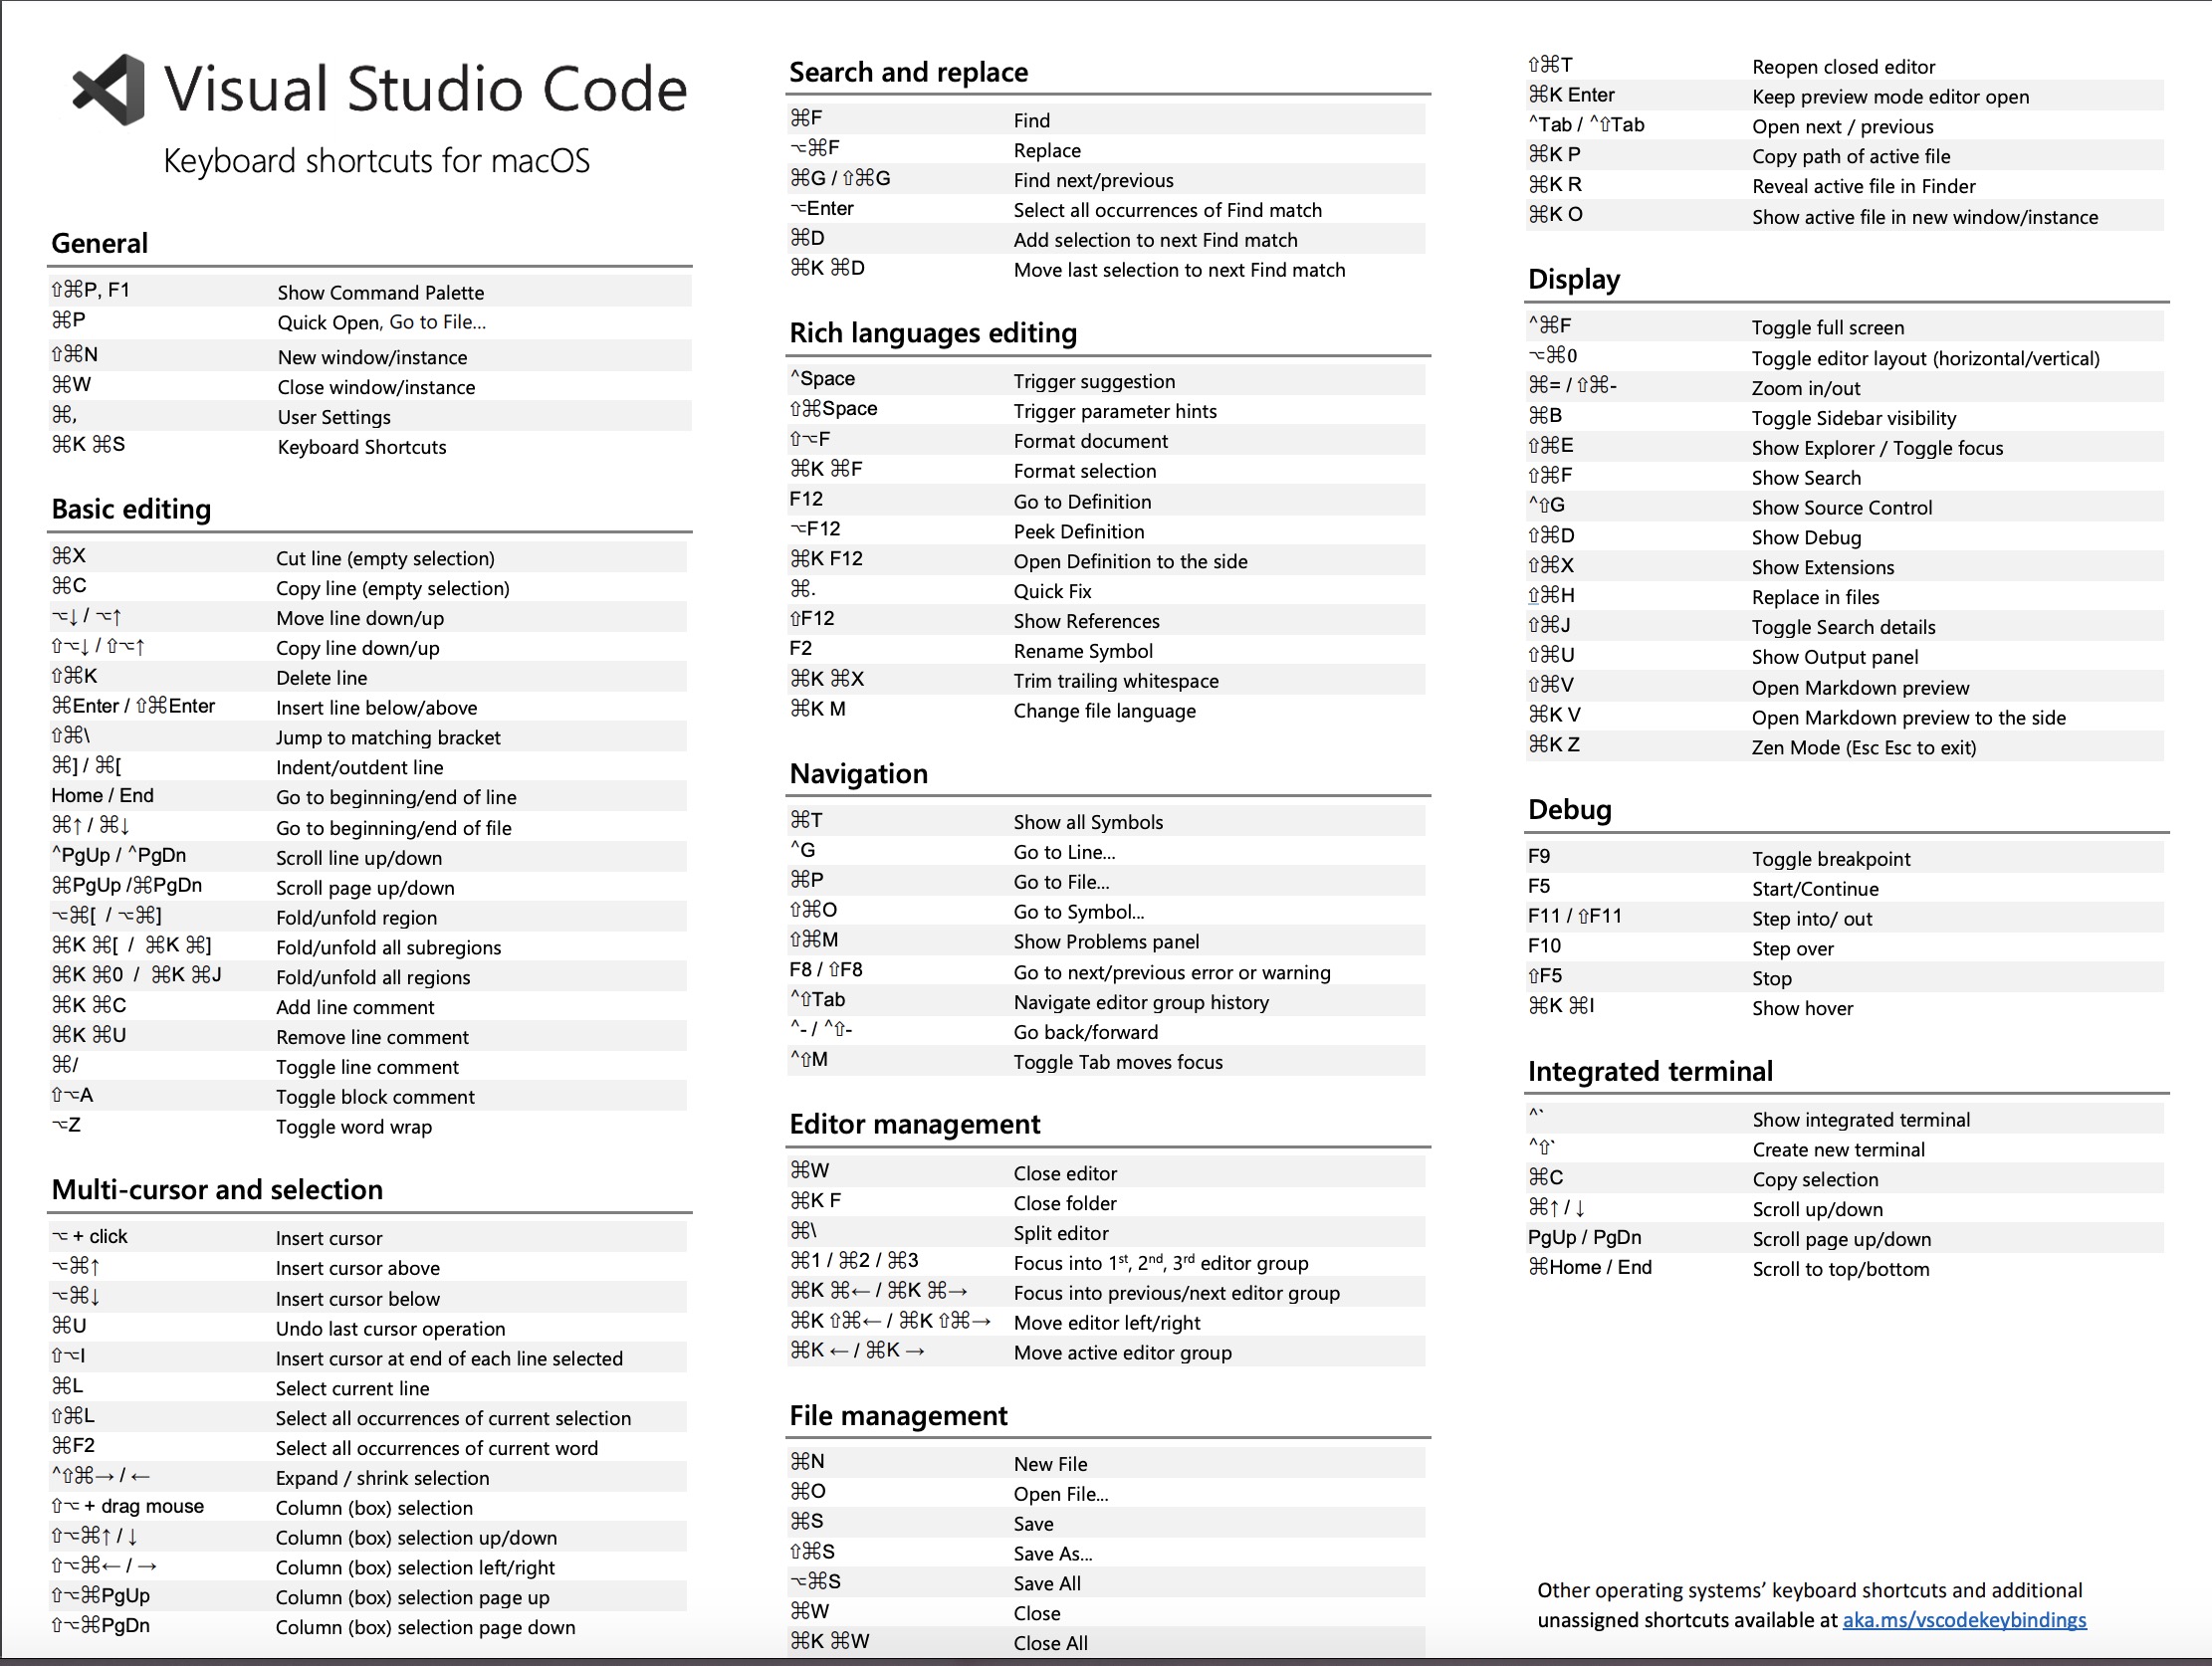 Visual Studio Code
Keyboard shortcuts for macOS
General
⇧⌘P, F1 Show Command Palette
⌘P Quick Open, Go to File…
⇧⌘N New window/instance
⌘W Close window/instance
⌘, User Settings
⌘K ⌘S Keyboard Shortcuts
Basic editing
⌘X Cut line (empty selection)
⌘C Copy line (empty selection)
⌥↓ / ⌥↑ Move line down/up
⇧⌥↓ / ⇧⌥↑ Copy line down/up
⇧⌘K Delete line
⌘Enter / ⇧⌘Enter Insert line below/above
⇧⌘\ Jump to matching bracket
⌘] / ⌘[ Indent/outdent line
Home / End Go to beginning/end of line
⌘↑ / ⌘↓ Go to beginning/end of file
^PgUp / ^PgDn Scroll line up/down
⌘PgUp /⌘PgDn Scroll page up/down
⌥⌘[ / ⌥⌘] Fold/unfold region
⌘K ⌘[ / ⌘K ⌘] Fold/unfold all subregions
⌘K ⌘0 / ⌘K ⌘J Fold/unfold all regions
⌘K ⌘C Add line comment
⌘K ⌘U Remove line comment
⌘/ Toggle line comment
⇧⌥A Toggle block comment
⌥Z Toggle word wrap
Multi-cursor and selection
⌥ + click Insert cursor
⌥⌘↑ Insert cursor above
⌥⌘↓ Insert cursor below
⌘U Undo last cursor operation
⇧⌥I Insert cursor at end of each line selected
⌘L Select current line
⇧⌘L Select all occurrences of current selection
⌘F2 Select all occurrences of current word
^⇧⌘→ / ← Expand / shrink selection
⇧⌥ + drag mouse Column (box) selection
⇧⌥⌘↑ / ↓ Column (box) selection up/down
⇧⌥⌘← / → Column (box) selection left/right
⇧⌥⌘PgUp Column (box) selection page up
⇧⌥⌘PgDn Column (box) selection page down
Search and replace
⌘F Find
⌥⌘F Replace
⌘G / ⇧⌘G Find next/previous
⌥Enter Select all occurrences of Find match
⌘D Add selection to next Find match
⌘K ⌘D Move last selection to next Find match
Rich languages editing
^Space Trigger suggestion
⇧⌘Space Trigger parameter hints
⇧⌥F Format document
⌘K ⌘F Format selection
F12 Go to Definition
⌥F12 Peek Definition
⌘K F12 Open Definition to the side
⌘. Quick Fix
⇧F12 Show References
F2 Rename Symbol
⌘K ⌘X Trim trailing whitespace
⌘K M Change file language
Navigation
⌘T Show all Symbols
^G Go to Line...
⌘P Go to File...
⇧⌘O Go to Symbol...
⇧⌘M Show Problems panel
F8 / ⇧F8 Go to next/previous error or warning
^⇧Tab Navigate editor group history
^- / ^⇧- Go back/forward
^⇧M Toggle Tab moves focus
Editor management
⌘W Close editor
⌘K F Close folder
⌘\ Split editor
⌘1 / ⌘2 / ⌘3 Focus into 1st, 2nd, 3rd editor group
⌘K ⌘← / ⌘K ⌘→ Focus into previous/next editor group
⌘K ⇧⌘← / ⌘K ⇧⌘→ Move editor left/right
⌘K ← / ⌘K → Move active editor group
File management
⌘N New File
⌘O Open File...
⌘S Save
⇧⌘S Save As...
⌥⌘S Save All
⌘W Close
⌘K ⌘W Close All
⇧⌘T Reopen closed editor
⌘K Enter Keep preview mode editor open
^Tab / ^⇧Tab Open next / previous
⌘K P Copy path of active file
⌘K R Reveal active file in Finder
⌘K O Show active file in new window/instance
Display
^⌘F Toggle full screen
⌥⌘0 Toggle editor layout (horizontal/vertical)
⌘= / ⇧⌘- Zoom in/out
⌘B Toggle Sidebar visibility
⇧⌘E Show Explorer / Toggle focus
⇧⌘F Show Search
^⇧G Show Source Control
⇧⌘D Show Debug
⇧⌘X Show Extensions
⇧⌘H Replace in files
⇧⌘J Toggle Search details
⇧⌘U Show Output panel
⇧⌘V Open Markdown preview
⌘K V Open Markdown preview to the side
⌘K Z Zen Mode (Esc Esc to exit)
Debug
F9 Toggle breakpoint
F5 Start/Continue
F11 / ⇧F11 Step into/ out
F10 Step over
⇧F5 Stop
⌘K ⌘I Show hover
Integrated terminal
^` Show integrated terminal
^⇧` Create new terminal
⌘C Copy selection
⌘↑ / ↓ Scroll up/down
PgUp / PgDn Scroll page up/down
⌘Home / End Scroll to top/bottom
Other operating systems’ keyboard shortcuts and additional
unassigned shortcuts available at aka.ms/vscodekeybindings